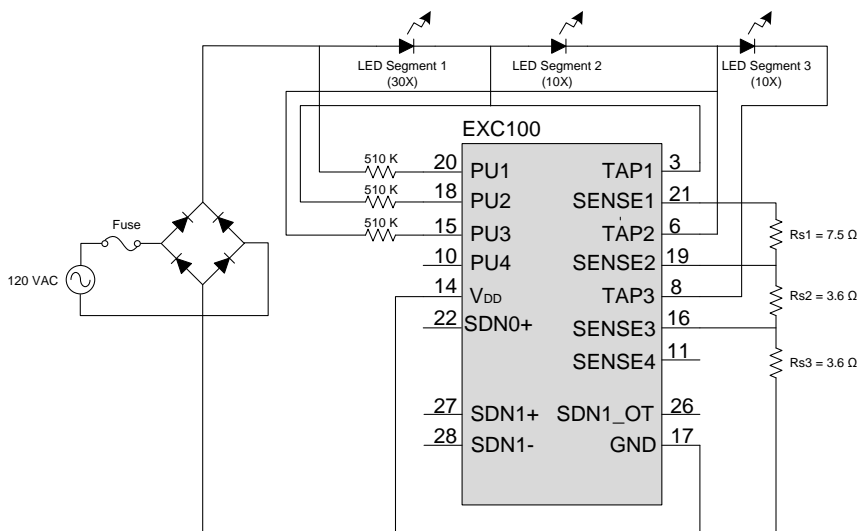 LED Segment 1
(30X)
LED Segment 2
(10X)
LED Segment 3
(10X)
EXC100
510 K
20 PU1
TAP1 3
510 K
18 PU2
SENSE1 21
510 K
15 PU3
TAP2 6
10 PU4
SENSE2 19
14 VDD
TAP3 8
22 SDN0+
SENSE3 16
SENSE4 11
27 SDN1+
SDN1_OT 26
28 SDN1-
GND 17
Fuse
120 VAC
Rs1 = 7.5 Ω
Rs2 = 3.6 Ω
Rs3 = 3.6 Ω